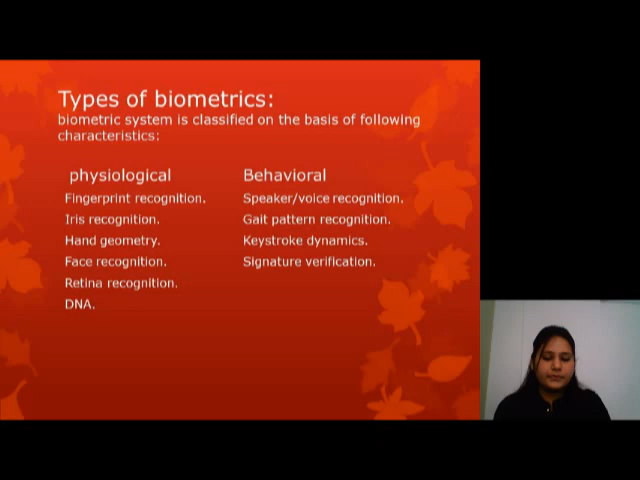 Types of biometrics:
biometric system is classified on the basis of following
characteristics:
physiological
Fingerprint recognition.
Iris recognition.
Hand geometry.
Face recognition.
Retina recognition.
DNA.
Behavioral
Speaker/voice recognition.
Gait pattern recognition.
Keystroke dynamics.
Signature verification.